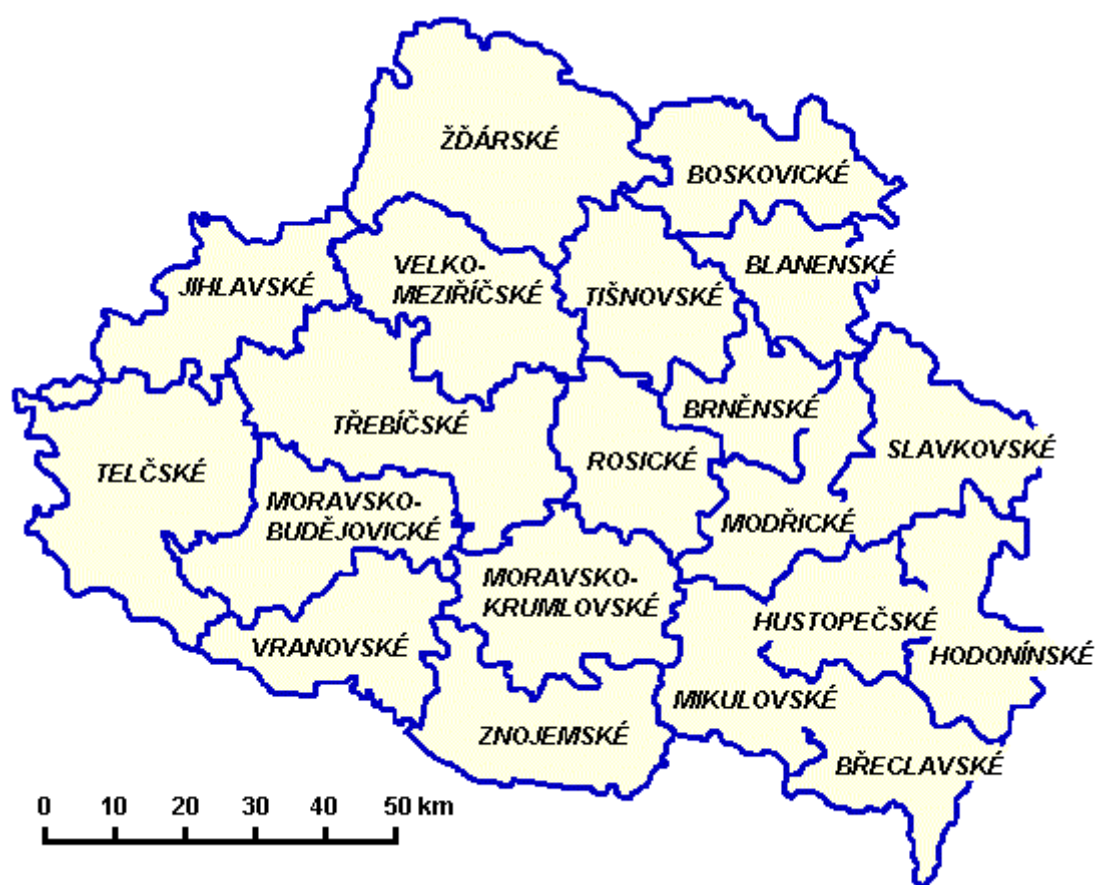 ŽĎÁRSKÉ
BOSKOVICKÉ
JIHLAVSKÉ
VELKO-
MEZIŘÍČSKÉ
TIŠNOVSKÉ
BLANENSKÉ
TŘEBÍČSKÉ
BRNĚNSKÉ
TELČSKÉ
ROSICKÉ
SLAVKOVSKÉ
MORAVSKO-
BUDĚJOVICKÉ
MODŘICKÉ
MORAVSKO-
KRUMLOVSKÉ
HUSTOPEČSKÉ
VRANOVSKÉ
HODONÍNSKÉ
MIKULOVSKÉ
ZNOJEMSKÉ
BŘECLAVSKÉ
0 10 20 30 40 50 km